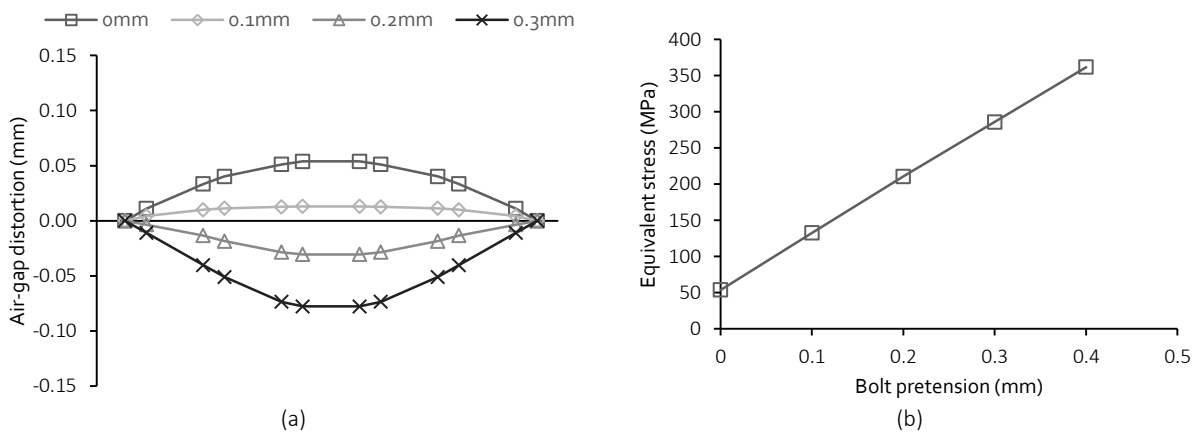 0mm 0.1mm 0.2mm 0.3mm
Air-gap distortion (mm)
0.15
0.10
0.05
0.00
-0.05
-0.10
-0.15
(a)
Equivalent stress (MPa)
400
350
300
250
200
150
100
50
0
0 0.1 0.2 0.3 0.4 0.5
Bolt pretension (mm)
(b)